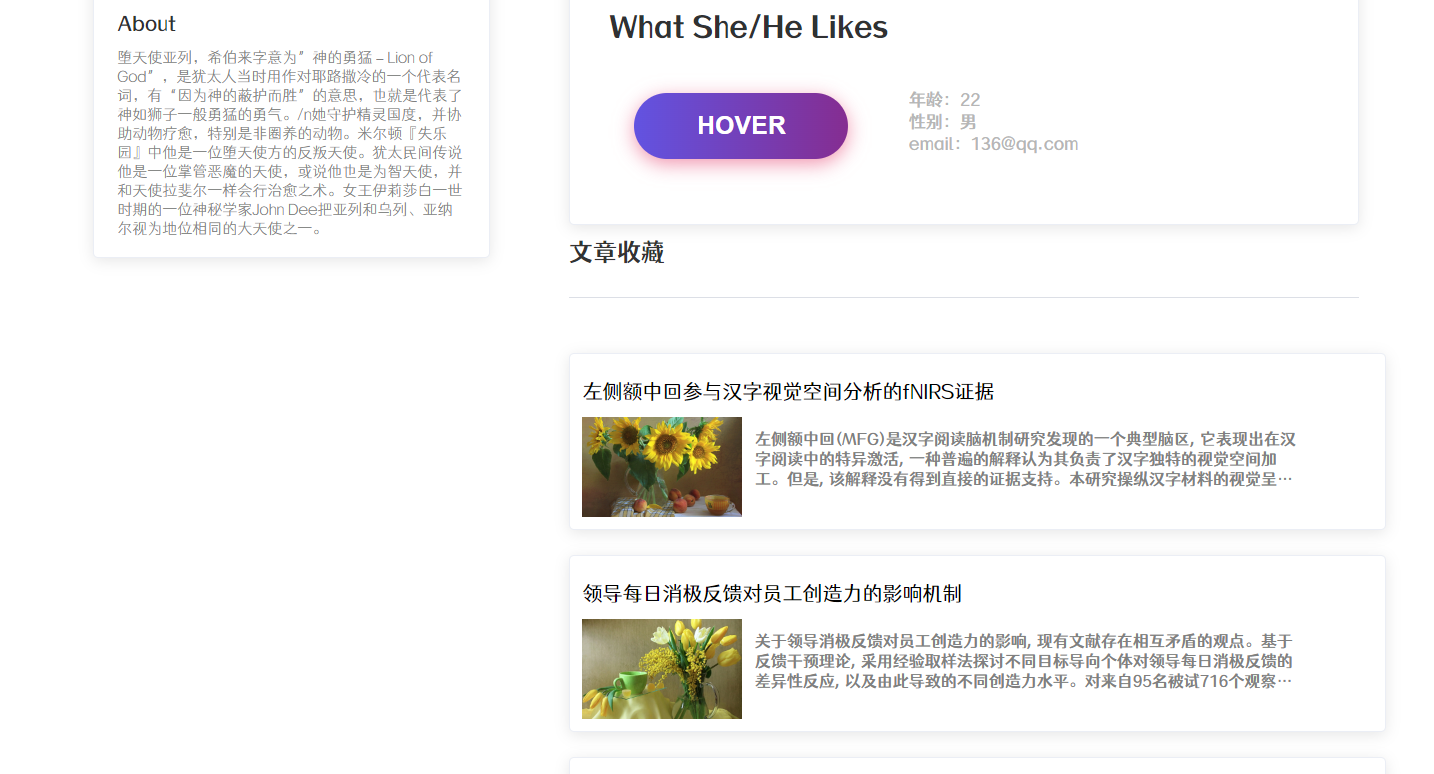 About
堕天使亚列，希伯来字意为”神的勇猛 – Lion of
God”，是犹太人当时用作对耶路撒冷的一个代表名
词，有“因为神的蔽护而胜”的意思，也就是代表了
神如狮子一般勇猛的勇气。/n她守护精灵国度，并协
助动物疗愈，特别是非圈养的动物。米尔顿『失乐
园』中他是一位堕天使方的反叛天使。犹太民间传说
他是一位掌管恶魔的天使，或说他也是为智天使，并
和天使拉斐尔一样会行治愈之术。女王伊莉莎白一世
时期的一位神秘学家John Dee把亚列和乌列、亚纳
尔视为地位相同的大天使之一。
What She/He Likes
HOVER
年龄：22
性别：男
email：136@qq.com
文章收藏
左侧额中回参与汉字视觉空间分析的fNIRS证据
左侧额中回(MFG)是汉字阅读脑机制研究发现的一个典型脑区, 它表现出在汉
字阅读中的特异激活, 一种普遍的解释认为其负责了汉字独特的视觉空间加
工。但是, 该解释没有得到直接的证据支持。本研究操纵汉字材料的视觉呈…
领导每日消极反馈对员工创造力的影响机制
关于领导消极反馈对员工创造力的影响, 现有文献存在相互矛盾的观点。基于
反馈干预理论, 采用经验取样法探讨不同目标导向个体对领导每日消极反馈的
差异性反应, 以及由此导致的不同创造力水平。对来自95名被试716个观察…